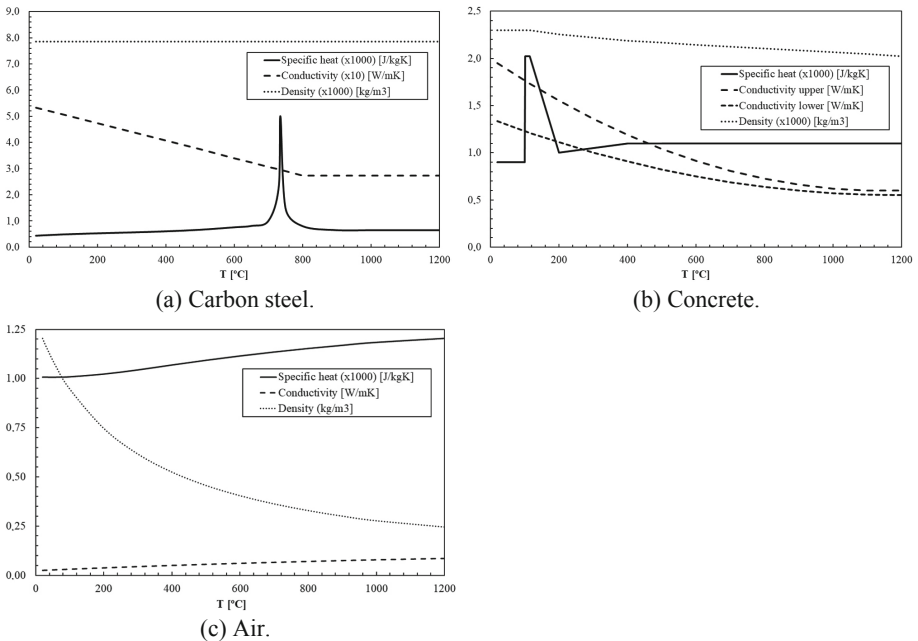 9,0
8,0
7,0
6,0
5,0
4,0
3,0
2,0
1,0
0,0
Specific heat (x1000) [J/kgK]
Conductivity (x10) [W/mK]
Density (x1000) [kg/m3]
0 200 400 600 800 1000 1200
T [ºC]
(a) Carbon steel.
2,5
2,0
1,5
1,0
0,5
0,0
Specific heat (x1000) [J/kgK]
Conductivity upper [W/mK]
Conductivity lower [W/mK]
Density (x1000) [kg/m3]
0 200 400 600 800 1000 1200
T [ºC]
(b) Concrete.
1,25
1,00
0,75
0,50
0,25
0,00
Specific heat (x1000) [J/kgK]
Conductivity [W/mK]
Density (kg/m3]
0 200 400 600 800 1000 1200
T [ºC]
(c) Air.